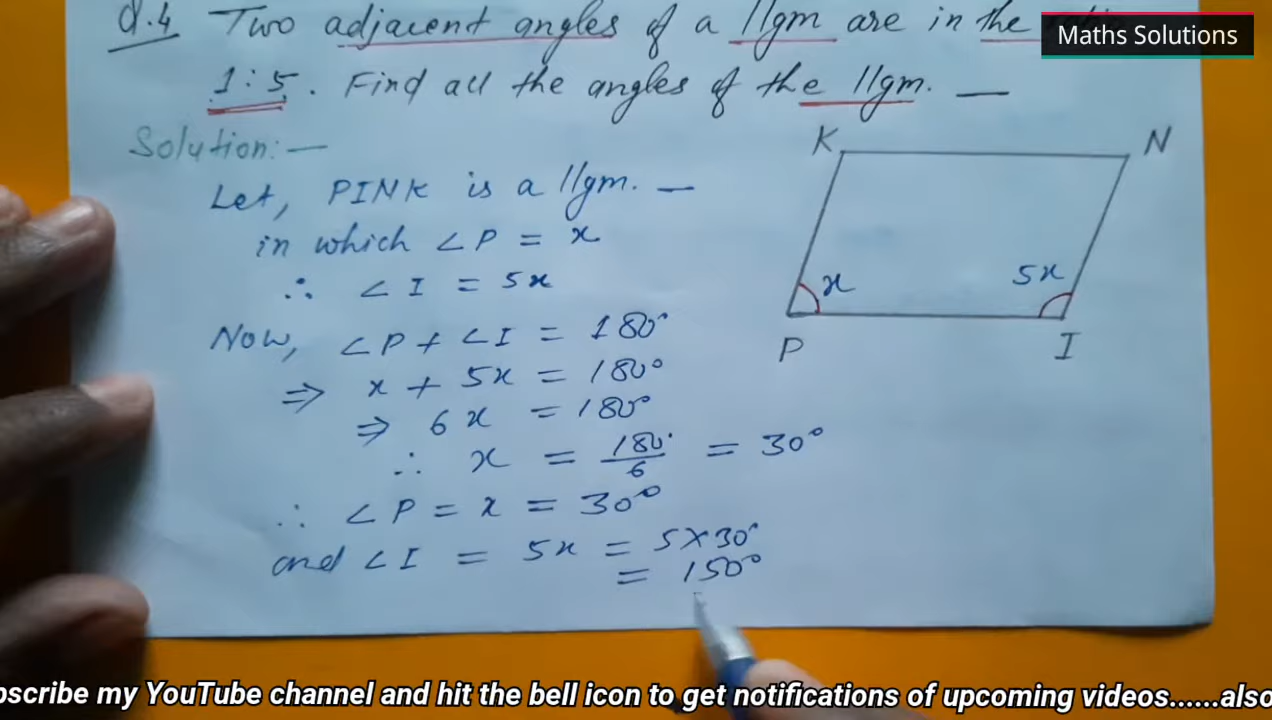 Q.4 Two adjacent angles of a llgm are in the
Maths Solutions
1:5. Find all the angles of the llgm. —
Solution:—
K
N
Let, PINK is a llgm. —
in which ∠P = x
∴ ∠I = 5x
x
5x
P
I
Now, ∠P + ∠I = 180°
⇒ x + 5x = 180°
⇒ 6x = 180°
∴ x = 180°/6 = 30°
∴ ∠P = x = 30°
and ∠I = 5x = 5×30°
= 150°
bscribe my YouTube channel and hit the bell icon to get notifications of upcoming videos......also